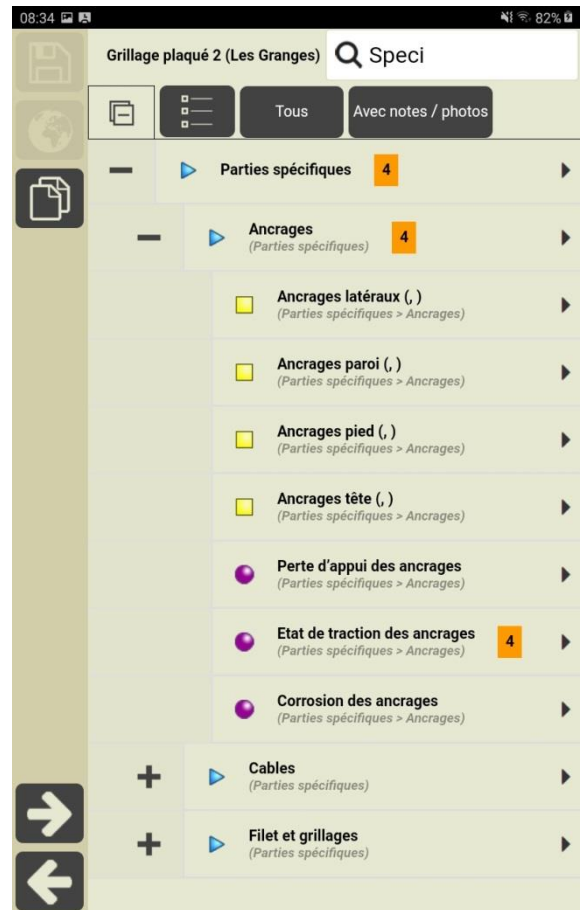 08:34 82%
Grillage plaqué 2 (Les Granges) Speci
Tous Avec notes / photos
Parties spécifiques 4
Ancrages 4
(Parties spécifiques)
Ancrages latéraux (, )
(Parties spécifiques > Ancrages)
Ancrages paroi (, )
(Parties spécifiques > Ancrages)
Ancrages pied (, )
(Parties spécifiques > Ancrages)
Ancrages tête (, )
(Parties spécifiques > Ancrages)
Perte d'appui des ancrages
(Parties spécifiques > Ancrages)
Etat de traction des ancrages 4
(Parties spécifiques > Ancrages)
Corrosion des ancrages
(Parties spécifiques > Ancrages)
Cables
(Parties spécifiques)
Filet et grillages
(Parties spécifiques)